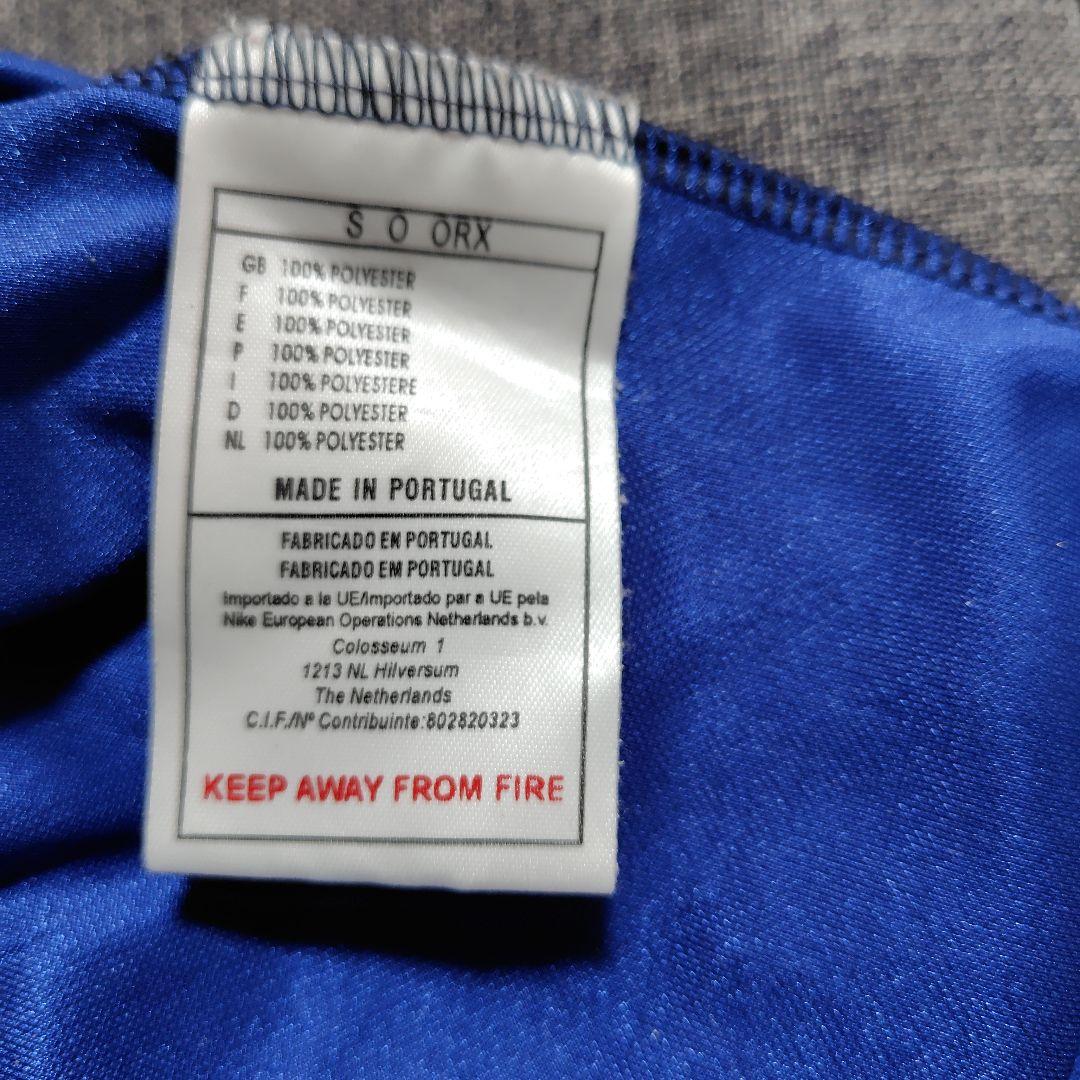 S O ORX
GB 100% POLYESTER
F 100% POLYESTER
E 100% POLYESTER
P 100% POLYESTER
I 100% POLYESTERE
D 100% POLYESTER
NL 100% POLYESTER
MADE IN PORTUGAL
FABRICADO EN PORTUGAL
FABRICADO EM PORTUGAL
Importado a la UE/Importado par a UE pela
Nike European Operations Netherlands b.v.
Colosseum 1
1213 NL Hilversum
The Netherlands
C.I.F./Nº Contribuinte:802820323
KEEP AWAY FROM FIRE